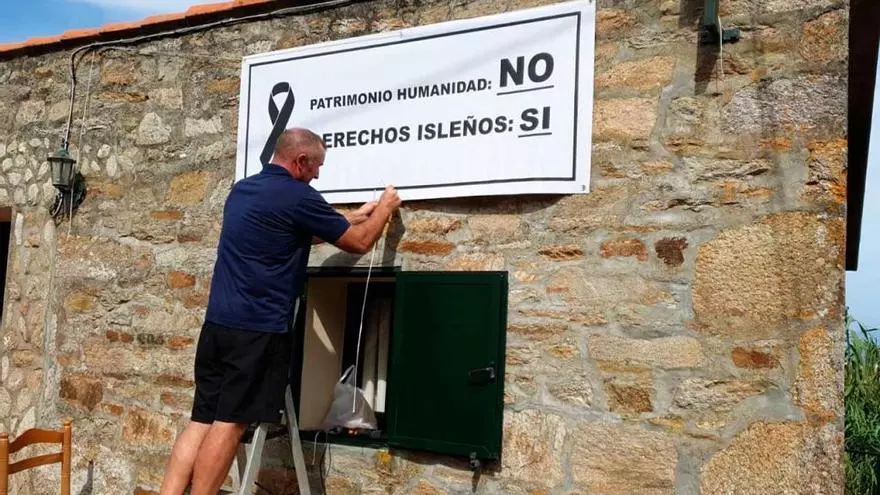 PATRIMONIO HUMANIDAD: NO
ERECHOS ISLEÑOS: SI